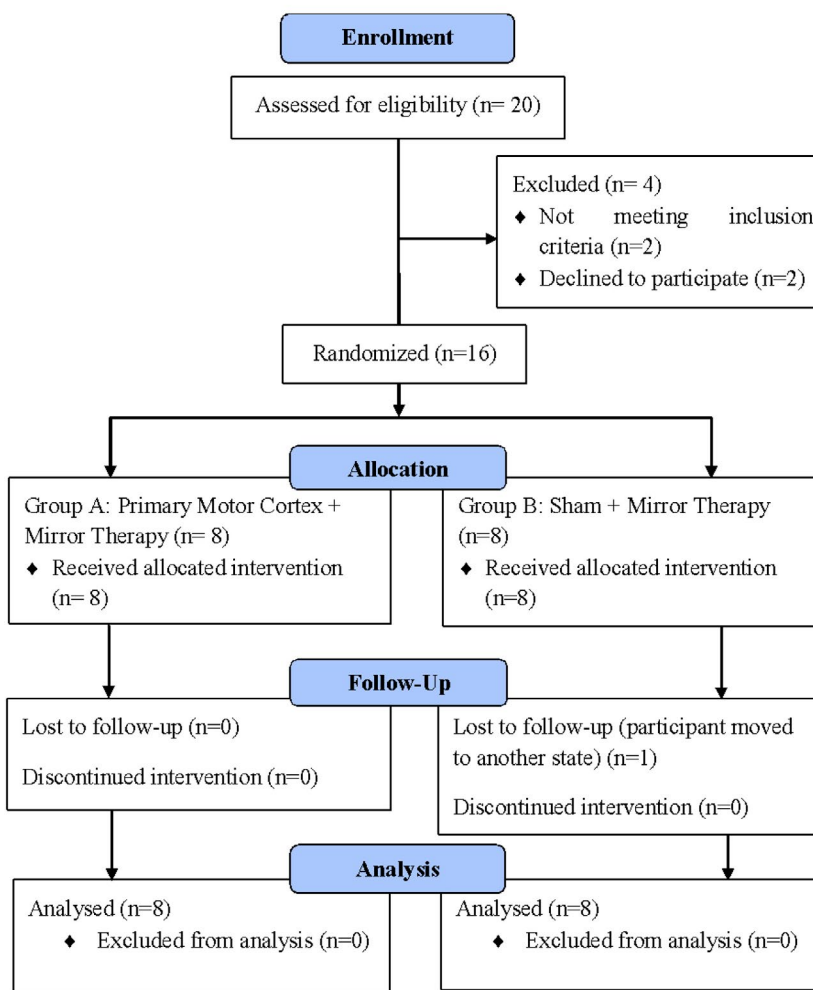 Enrollment
Assessed for eligibility (n= 20)
Excluded (n= 4)
♦ Not meeting inclusion
criteria (n=2)
♦ Declined to participate (n=2)
Randomized (n=16)
Allocation
Group A: Primary Motor Cortex +
Mirror Therapy (n= 8)
♦ Received allocated intervention
(n= 8)
Group B: Sham + Mirror Therapy
(n=8)
♦ Received allocated intervention
(n=8)
Follow-Up
Lost to follow-up (n=0)
Discontinued intervention (n=0)
Lost to follow-up (participant moved
to another state) (n=1)
Discontinued intervention (n=0)
Analysis
Analysed (n=8)
♦ Excluded from analysis (n=0)
Analysed (n=8)
♦ Excluded from analysis (n=0)